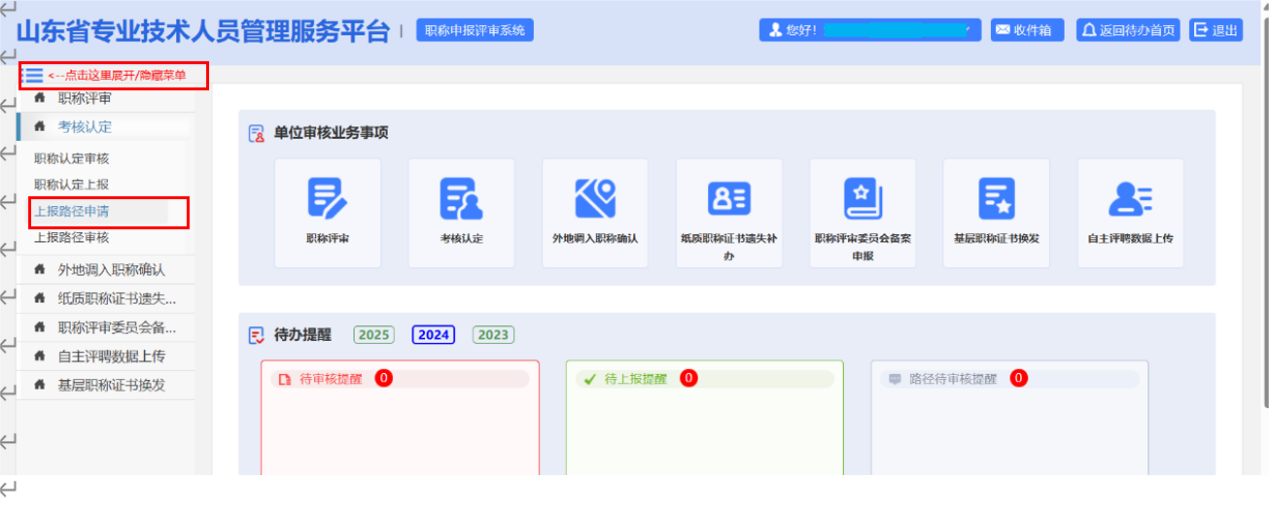 山东省专业技术人员管理服务平台 | 职称申报评审系统 您好! 收件箱 返回待办首页 退出
<--点击这里展开/隐藏菜单
职称评审
考核认定
职称认定审核
职称认定上报
上报路径申请
上报路径审核
外地调入职称确认
纸质职称证书遗失...
职称评审委员会备...
自主评聘数据上传
基层职称证书换发
单位审核业务事项
职称评审
考核认定
外地调入职称确认
纸质职称证书遗失补
办
职称评审委员会备案
申报
基层职称证书换发
自主评聘数据上传
待办提醒 2025 2024 2023
待审核提醒 0
待上报提醒 0
路径待审核提醒 0